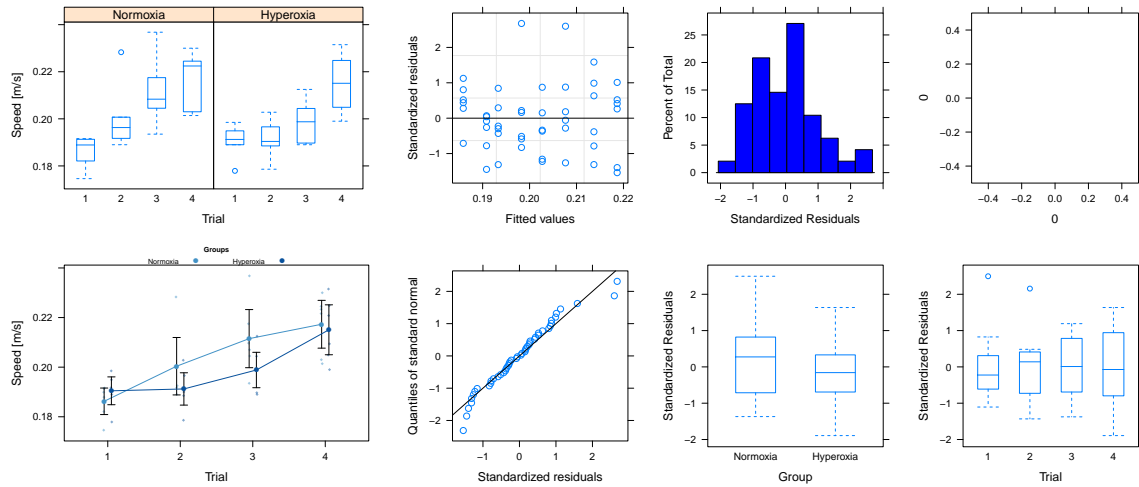 Normoxia Hyperoxia
Speed [m/s]
0.22
0.20
0.18
1 2 3 4 1 2 3 4
Trial
Standardized residuals
2
1
0
−1
0.19 0.20 0.21 0.22
Fitted values
Percent of Total
25
20
15
10
5
0
−2 −1 0 1 2
Standardized Residuals
0
0.4
0.2
0.0
−0.2
−0.4
−0.4 −0.2 0.0 0.2 0.4
0
Groups
Normoxia Hyperoxia
Speed [m/s]
0.22
0.20
0.18
1 2 3 4
Trial
Quantiles of standard normal
2
1
0
−1
−2
−1 0 1 2
Standardized residuals
Standardized Residuals
2
1
0
−1
−2
Normoxia Hyperoxia
Group
Standardized Residuals
2
1
0
−1
−2
1 2 3 4
Trial